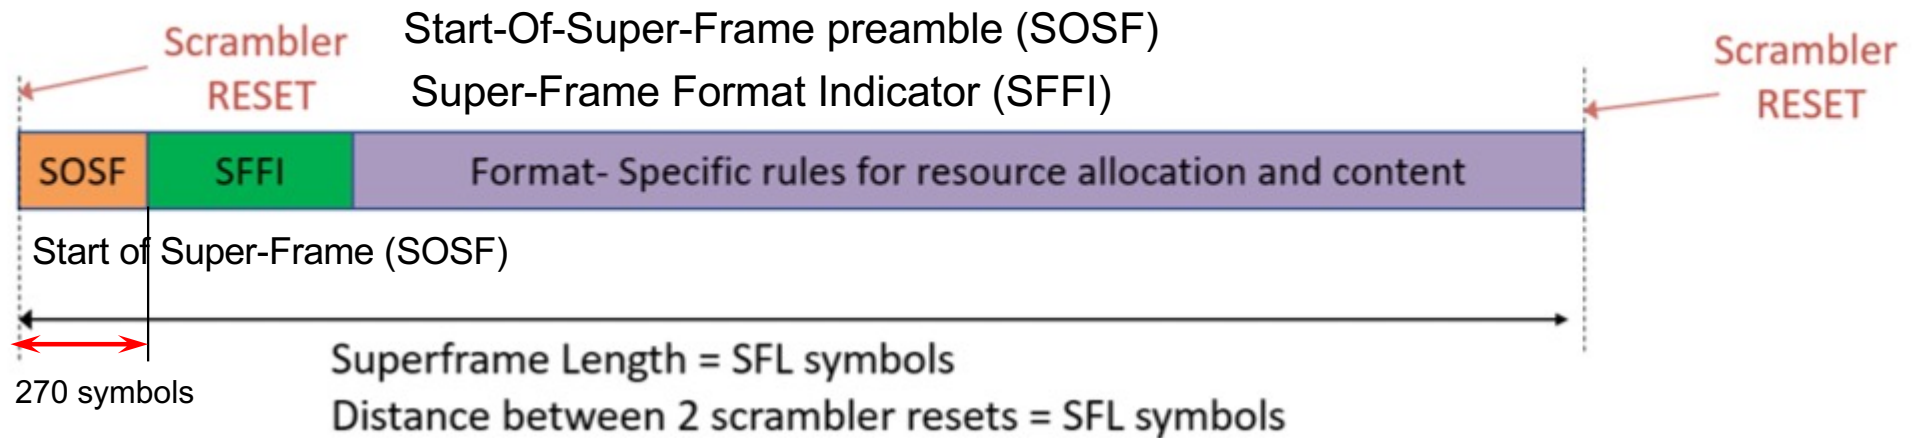 Start-Of-Super-Frame preamble (SOSF)
Scrambler
RESET
Super-Frame Format Indicator (SFFI)
Scrambler
RESET
SOSF
SFFI
Format- Specific rules for resource allocation and content
Start of Super-Frame (SOSF)
Superframe Length = SFL symbols
270 symbols
Distance between 2 scrambler resets = SFL symbols